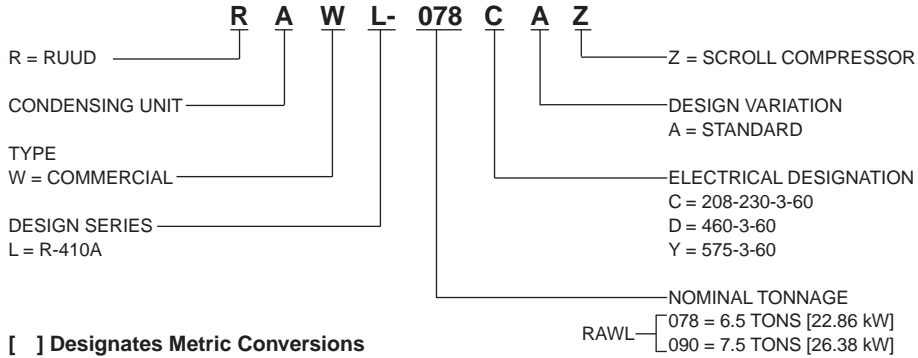 R A W L- 078 C A Z
R = RUUD
CONDENSING UNIT
TYPE
W = COMMERCIAL
DESIGN SERIES
L = R-410A
Z = SCROLL COMPRESSOR
DESIGN VARIATION
A = STANDARD
ELECTRICAL DESIGNATION
C = 208-230-3-60
D = 460-3-60
Y = 575-3-60
NOMINAL TONNAGE
RAWL
078 = 6.5 TONS [22.86 kW]
090 = 7.5 TONS [26.38 kW]
[ ] Designates Metric Conversions